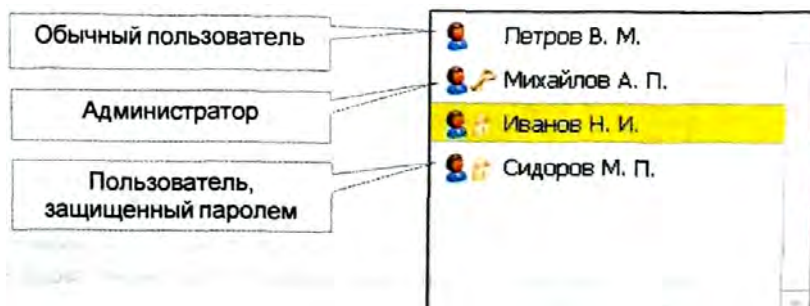 Обычный пользователь
Администратор
Пользователь,
защищенный паролем
Петров В. М.
Михайлов А. П.
Иванов Н. И.
Сидоров М. П.